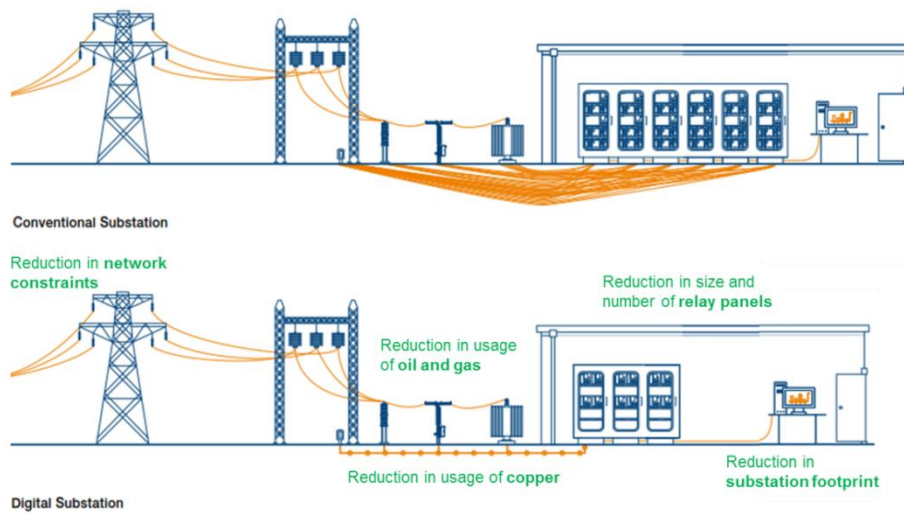 Conventional Substation
Reduction in network
constraints
Reduction in size and
number of relay panels
Reduction in usage
of oil and gas
Reduction in usage of copper
Reduction in
substation footprint
Digital Substation